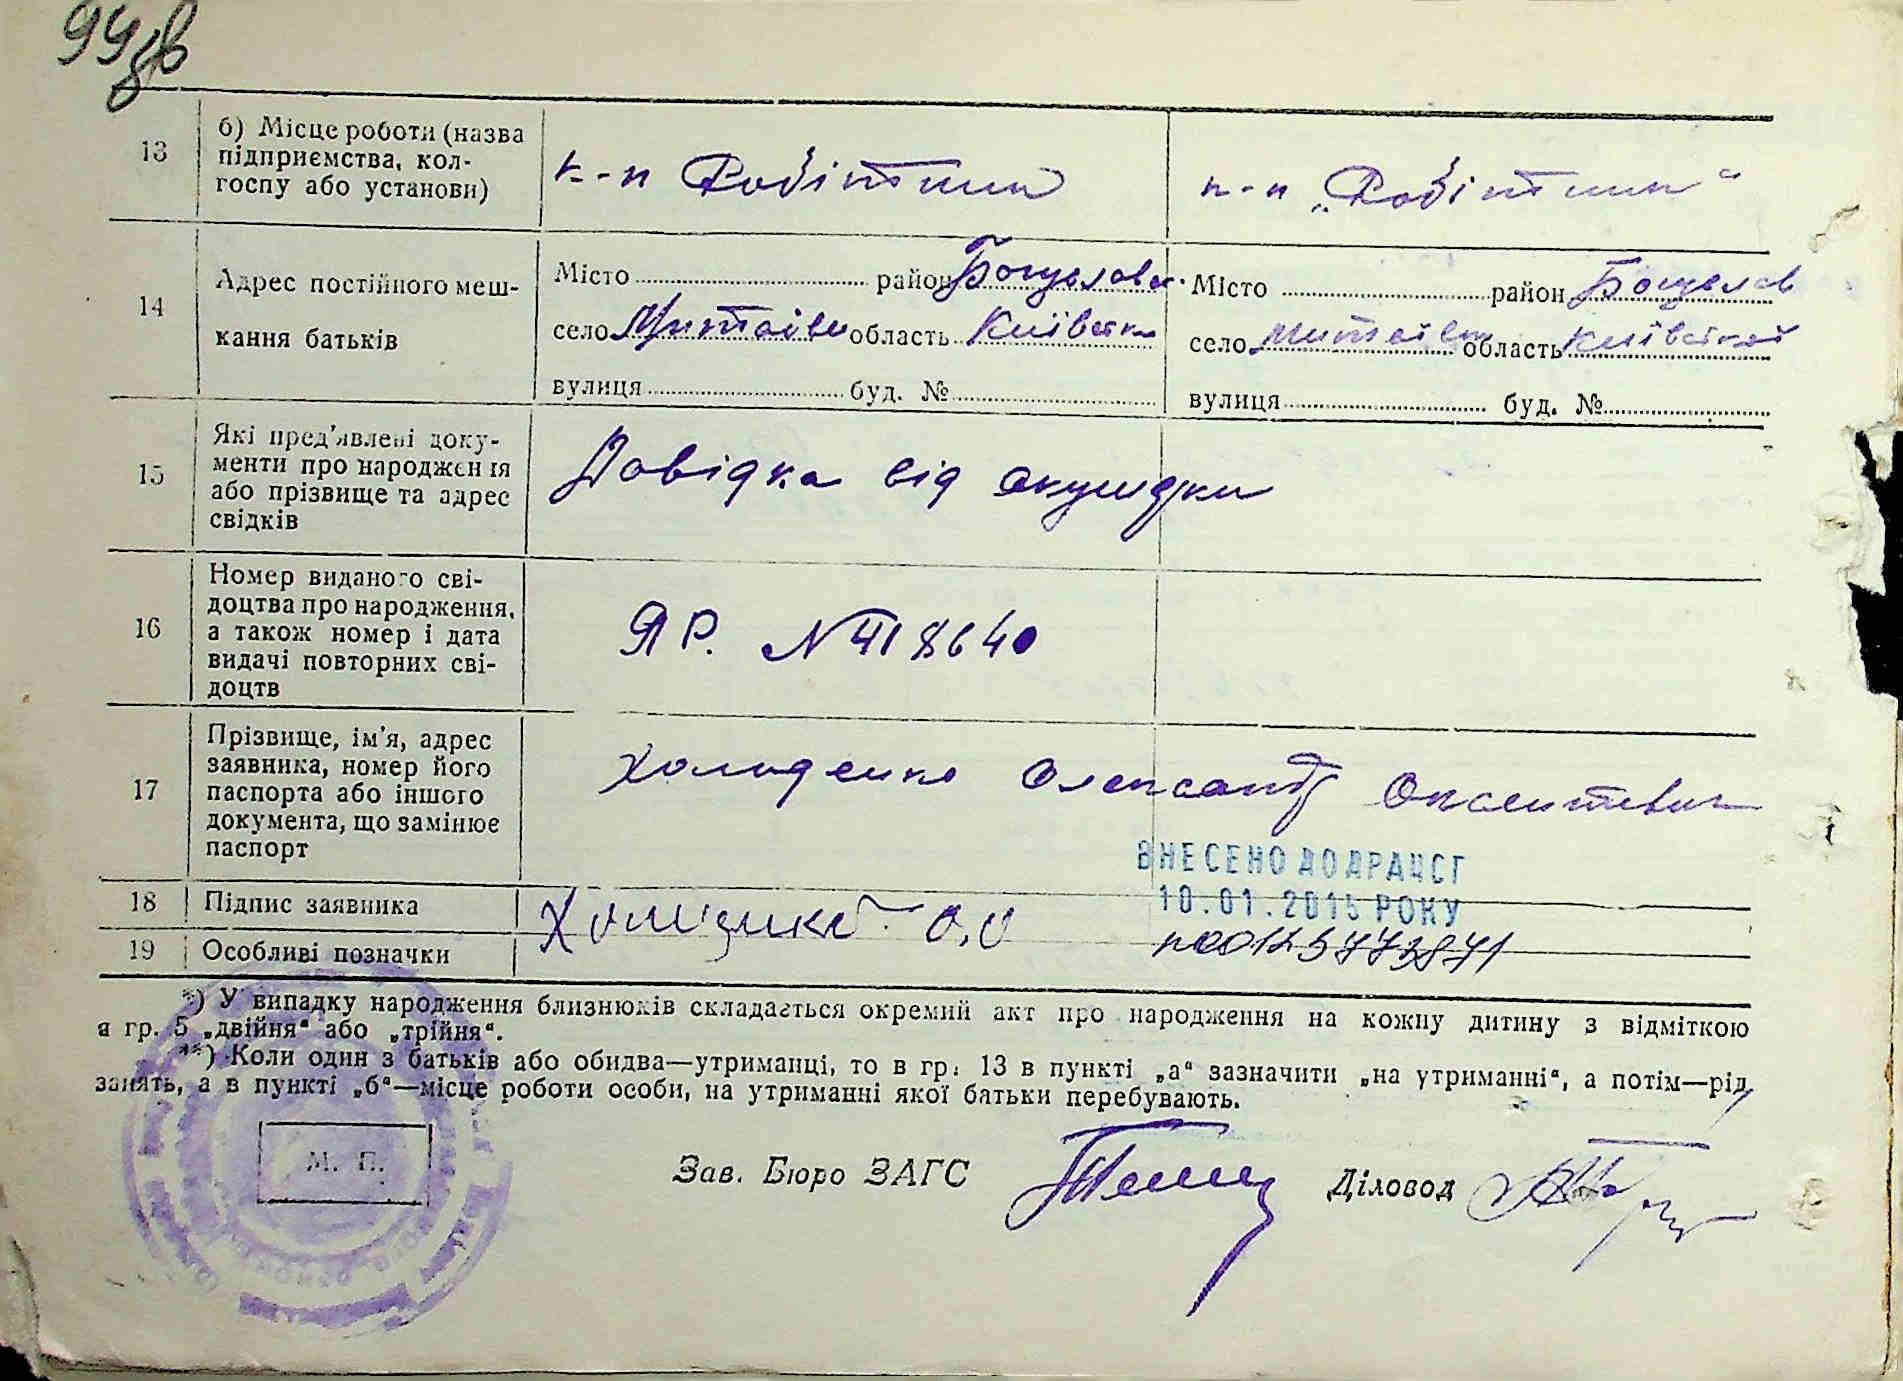 99зв
13
б) Місце роботи (назва
підприємства, кол-
госпу або установи)
к-п Робітник
к-п „Робітник“
14
Адрес постійного меш-
кання батьків
Місто район Богуславс.
село область Київська
вулиця буд. №
Місто район Богуслав
село область Київської
вулиця буд. №
15
Які пред'явлені доку-
менти про народження
або прізвище та адрес
свідків
Довідка від акушерки
16
Номер виданого сві-
доцтва про народження,
а також номер і дата
видачі повторних сві-
доцтв
ЯР. №
17
Прізвище, ім'я, адрес
заявника, номер його
паспорта або іншого
документа, що замінює
паспорт
Олександр Оксентевич
ВНЕСЕНО ДО ДРАЦСГ
10.01.2015 РОКУ
18
Підпис заявника
О.О
19
Особливі позначки
*) У випадку народження близнюків складається окремий акт про народження на кожну дитину з відміткою
в гр. 5 „двійня“ або „трійня“.
**) Коли один з батьків або обидва—утриманці, то в гр. 13 в пункті „а“ зазначити „на утриманні“, а потім—рід
занять, а в пункті „б“—місце роботи особи, на утриманні якої батьки перебувають.
М. П.
Зав. Бюро ЗАГС
Діловод